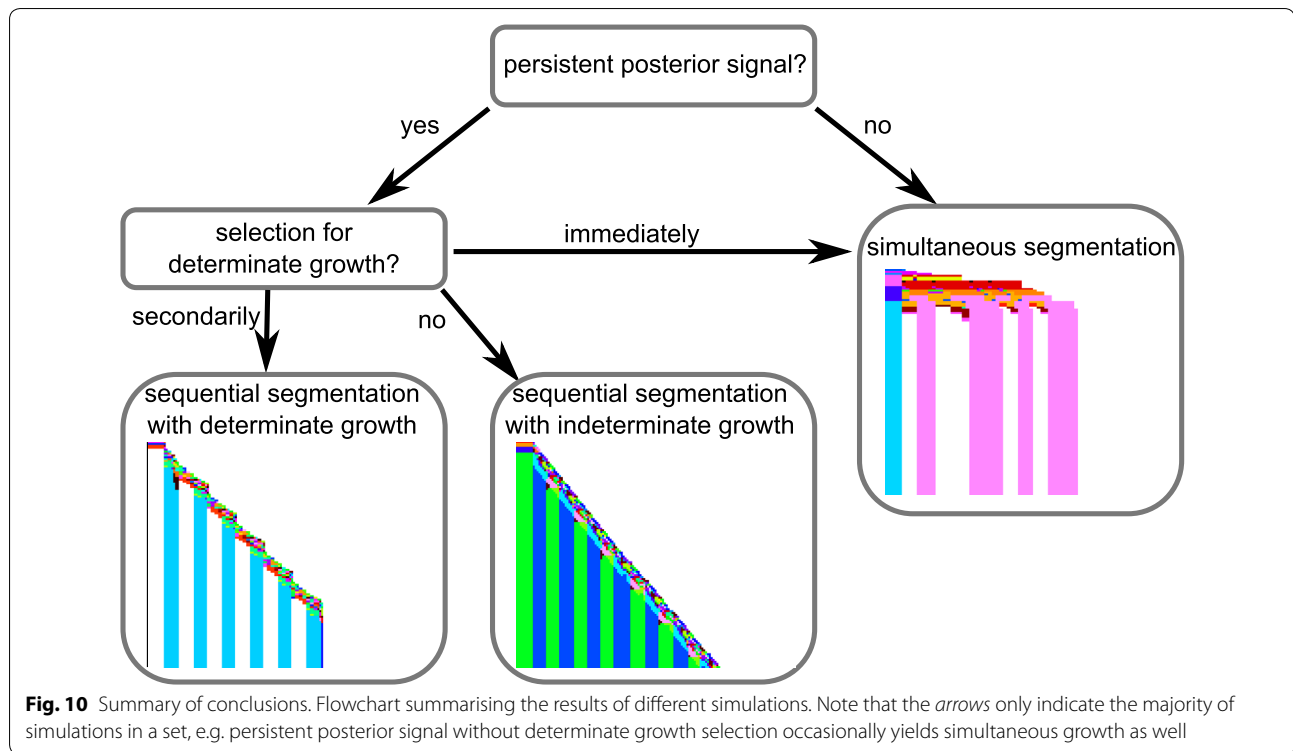 persistent posterior signal?
yes
no
selection for
determinate growth?
immediately
simultaneous segmentation
secondarily
no
sequential segmentation
with determinate growth
sequential segmentation
with indeterminate growth
Fig. 10 Summary of conclusions. Flowchart summarising the results of different simulations. Note that the arrows only indicate the majority of
simulations in a set, e.g. persistent posterior signal without determinate growth selection occasionally yields simultaneous growth as well